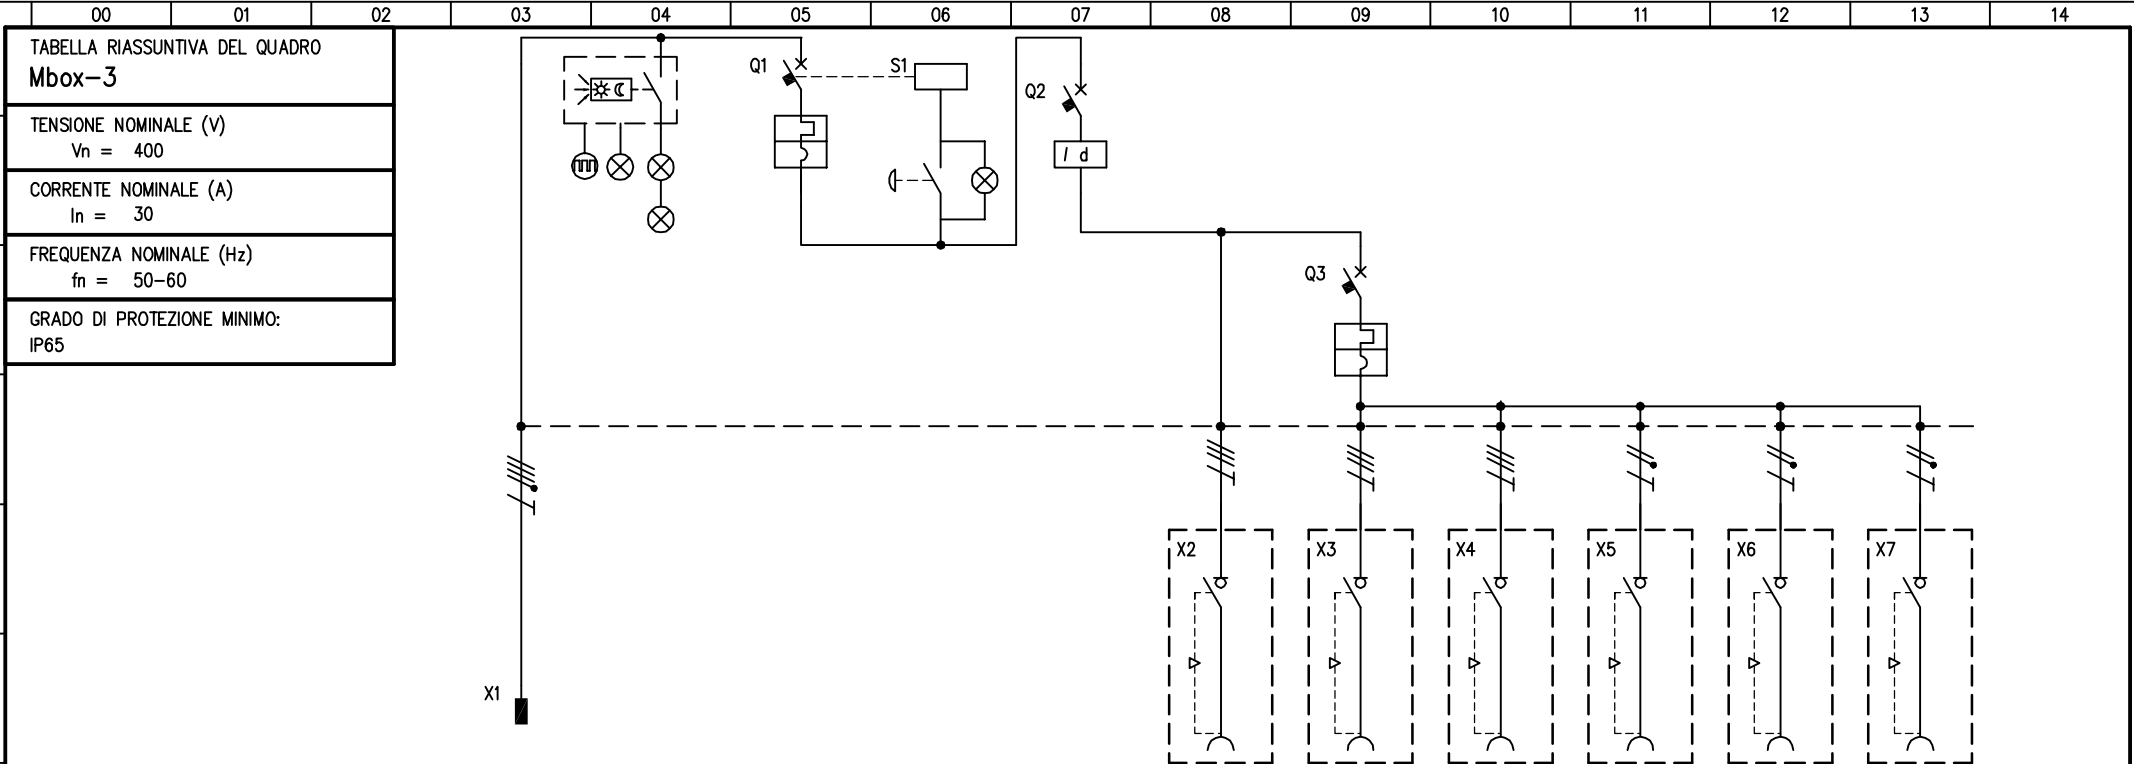 00 01 02 03 04 05 06 07 08 09 10 11 12 13 14
TABELLA RIASSUNTIVA DEL QUADRO
Mbox-3
TENSIONE NOMINALE (V)
Vn = 400
CORRENTE NOMINALE (A)
In = 30
FREQUENZA NOMINALE (Hz)
fn = 50-60
GRADO DI PROTEZIONE MINIMO:
IP65
Q1
S1
Q2
I d
Q3
X1
X2
X3
X4
X5
X6
X7